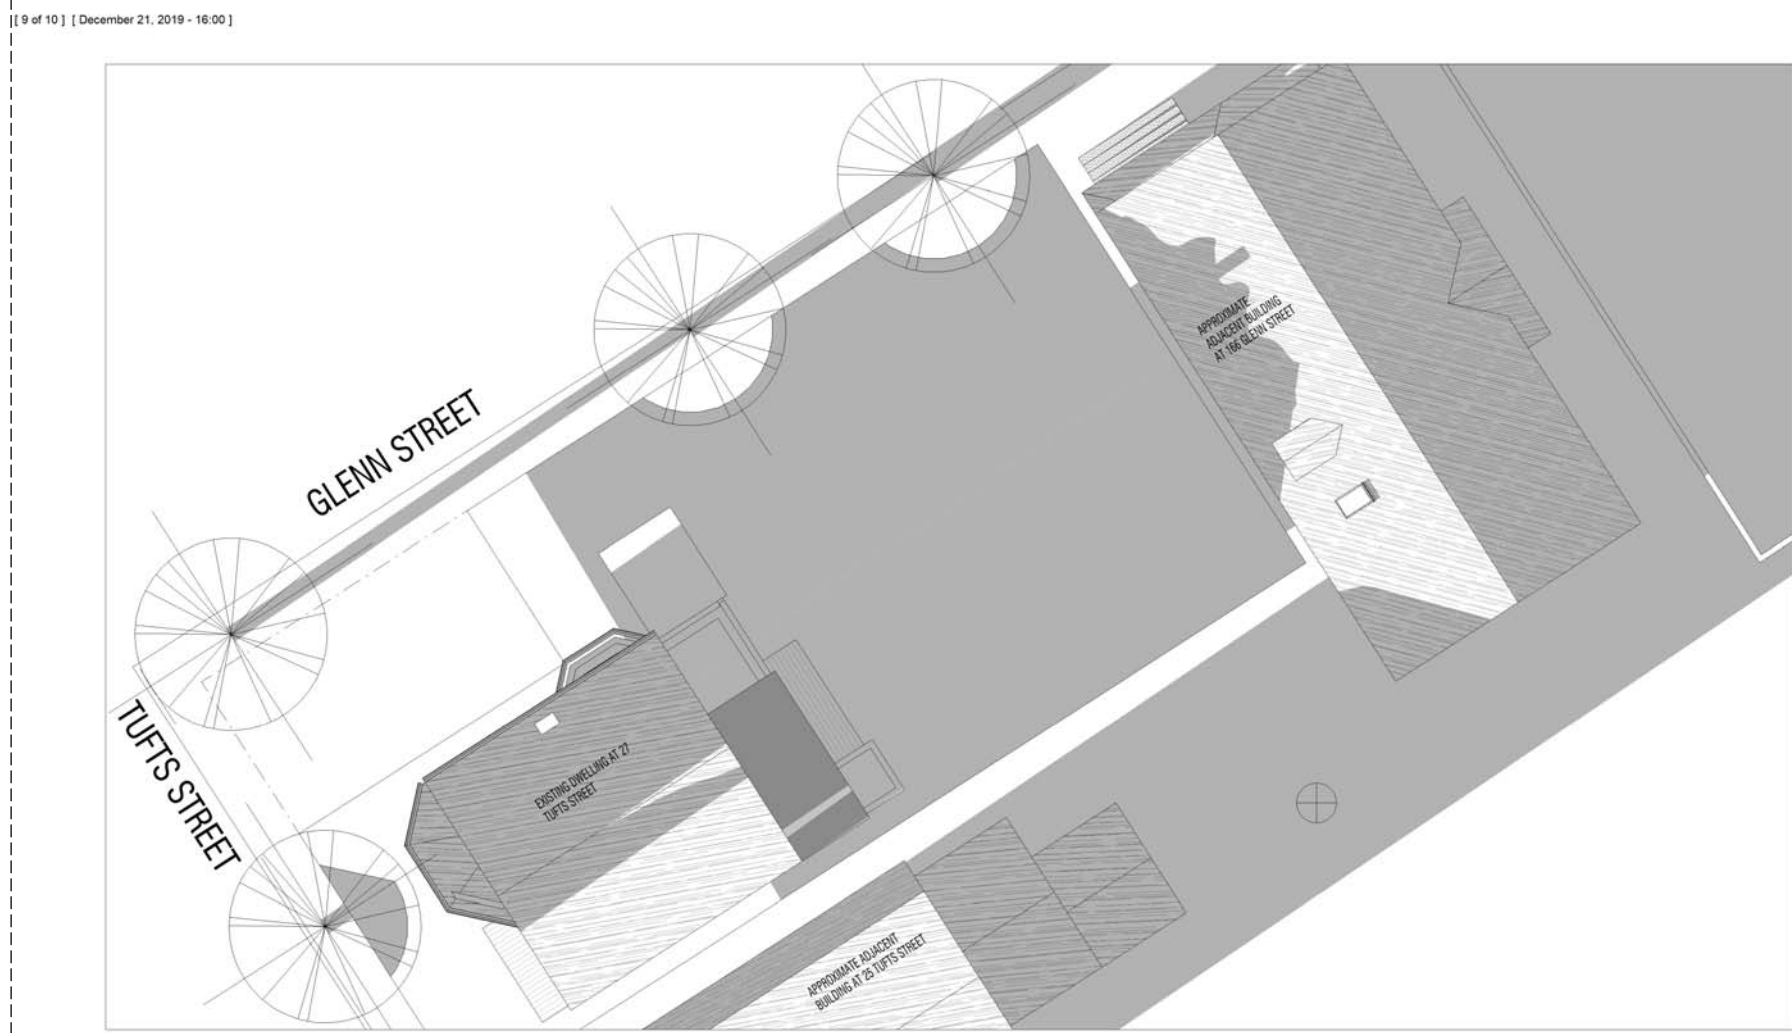 [ 9 of 10 ] [ December 21, 2019 - 16:00 ]
GLENN STREET
TUFTS STREET
APPROXIMATE
ADJACENT BUILDING
AT 166 GLENN STREET
EXISTING DWELLING AT 27
TUFTS STREET
APPROXIMATE ADJACENT
BUILDING AT 25 TUFTS STREET